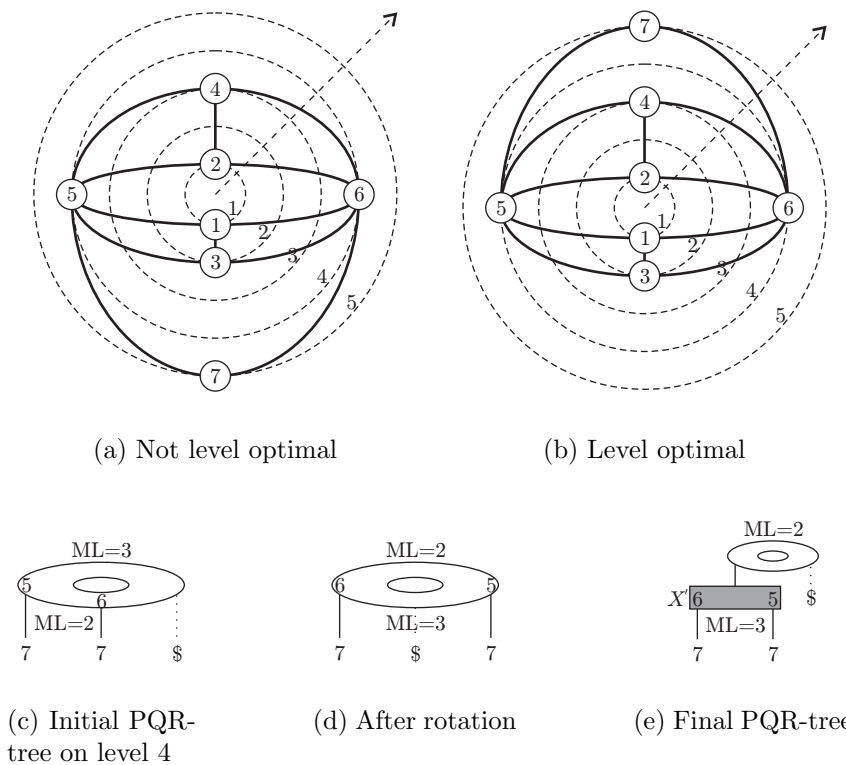 4
2
5
6
1
1
2
3
3
4
5
7
(a) Not level optimal
7
4
2
5
6
1
1
2
3
3
4
5
(b) Level optimal
ML=3
5
6
ML=2
7 7 $
(c) Initial PQR-
tree on level 4
ML=2
6 5
ML=3
7 $ 7
(d) After rotation
ML=2
X′ 6 5 $
ML=3
7 7
(e) Final PQR-tree